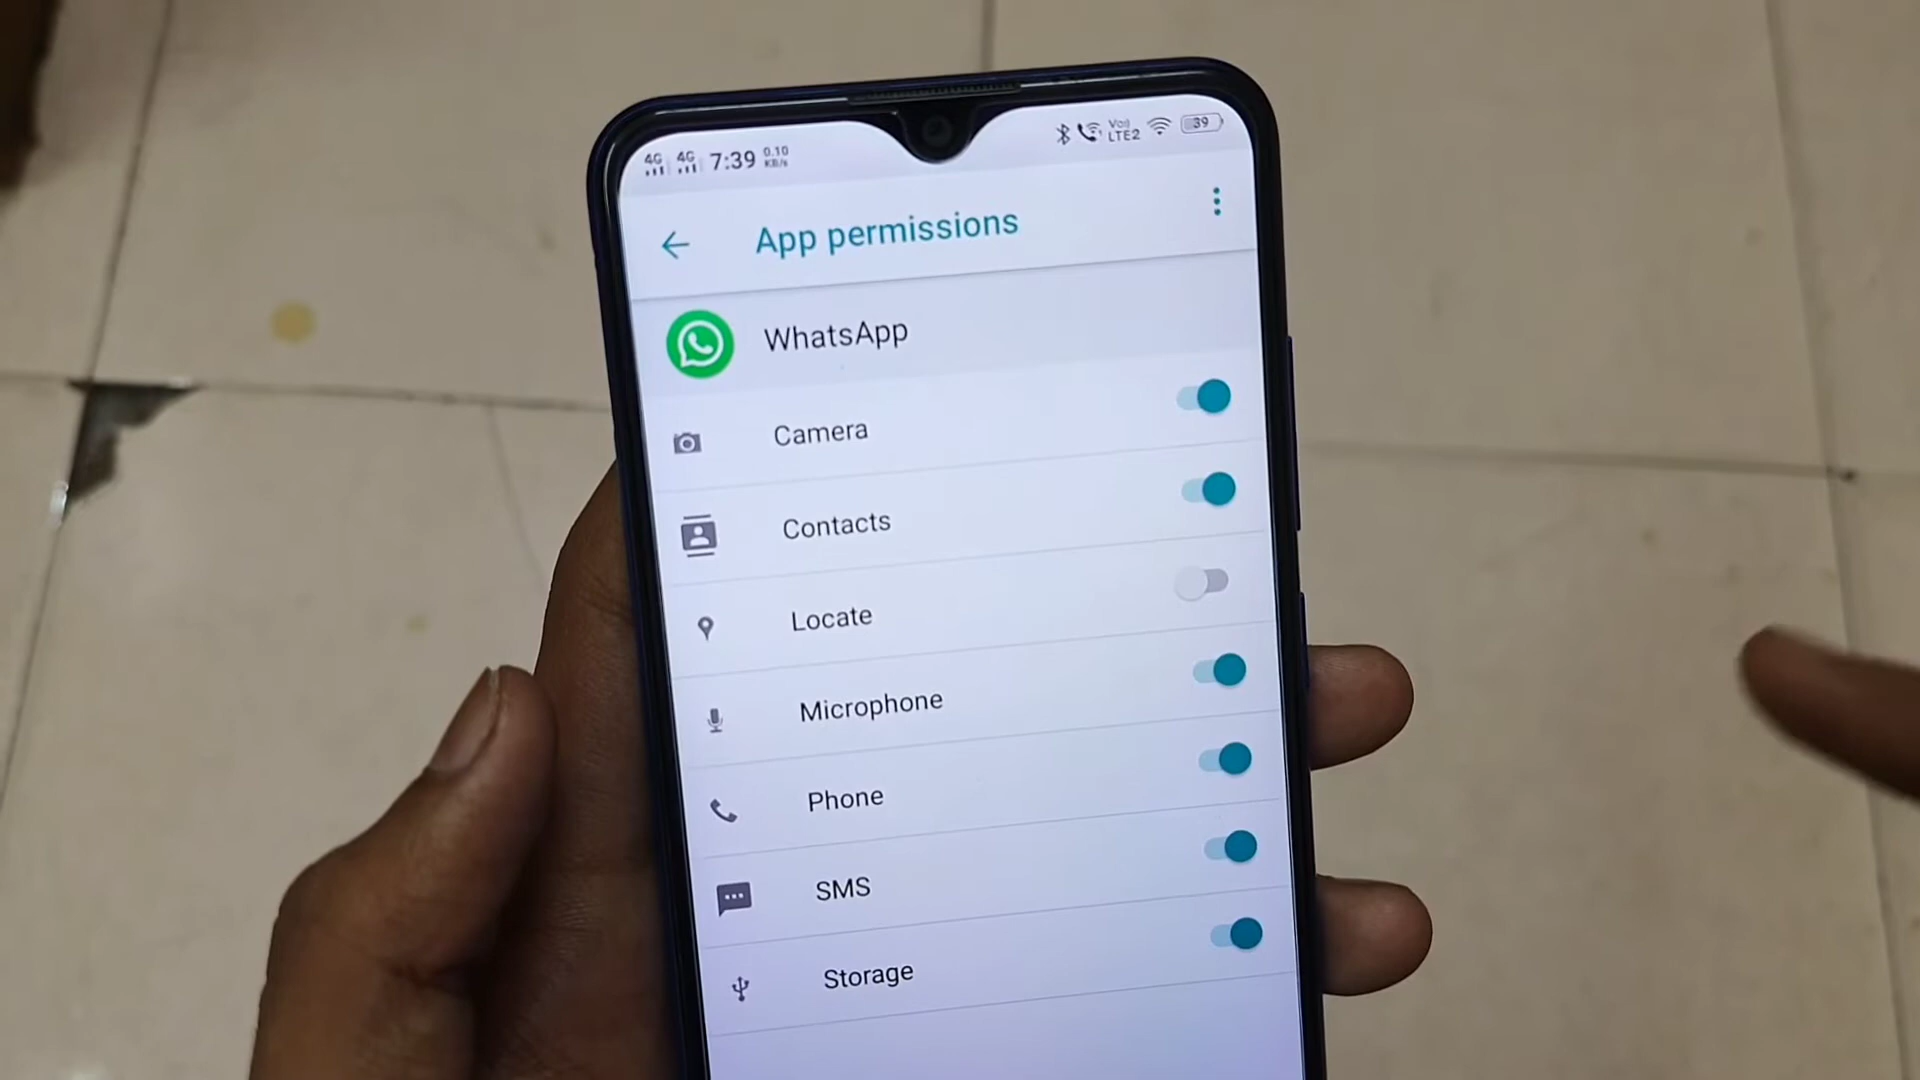 4G 4G 7:39 0.10 KB/s Vo) LTE2 39
App permissions
WhatsApp
Camera
Contacts
Locate
Microphone
Phone
SMS
Storage